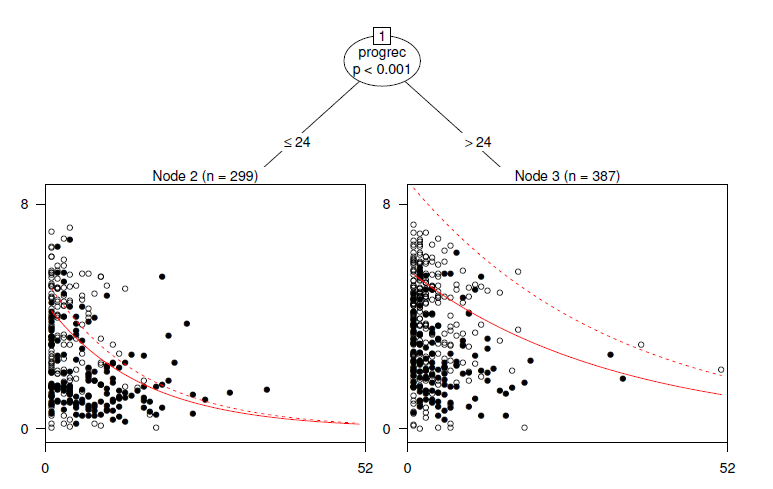 1
progrec
p < 0.001
≤ 24
> 24
Node 2 (n = 299)
Node 3 (n = 387)
8
0
0
52
8
0
0
52